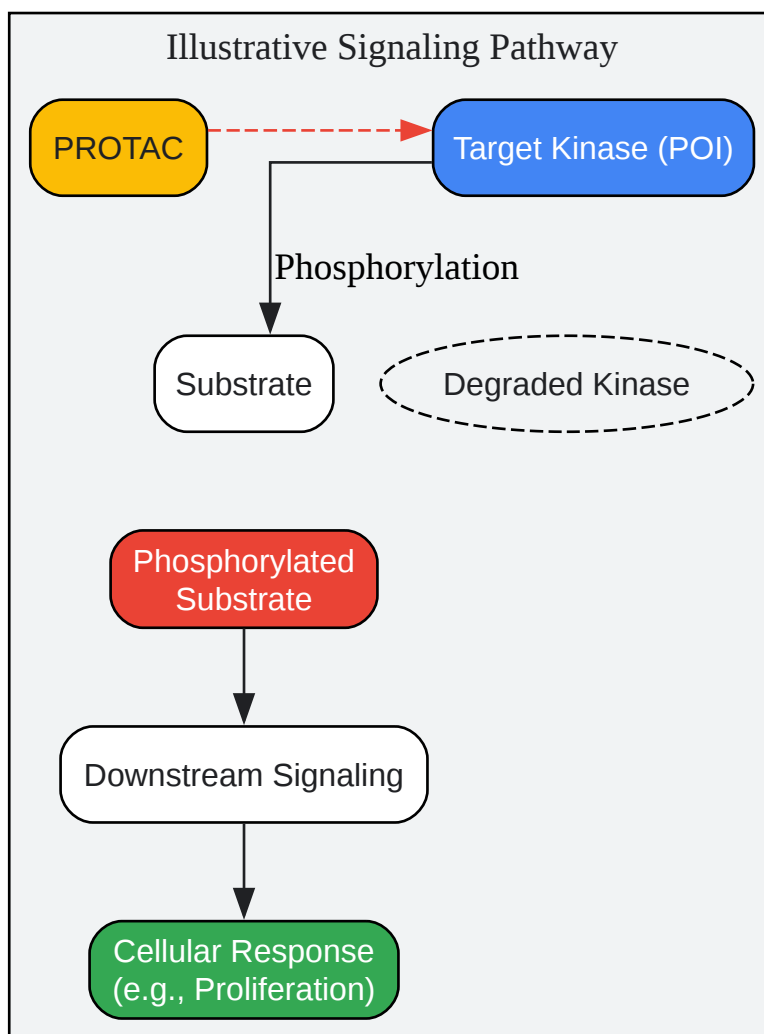 Illustrative Signaling Pathway
PROTAC
Target Kinase (POI)
Phosphorylation
Substrate
Degraded Kinase
Phosphorylated
Substrate
Downstream Signaling
Cellular Response
(e.g., Proliferation)